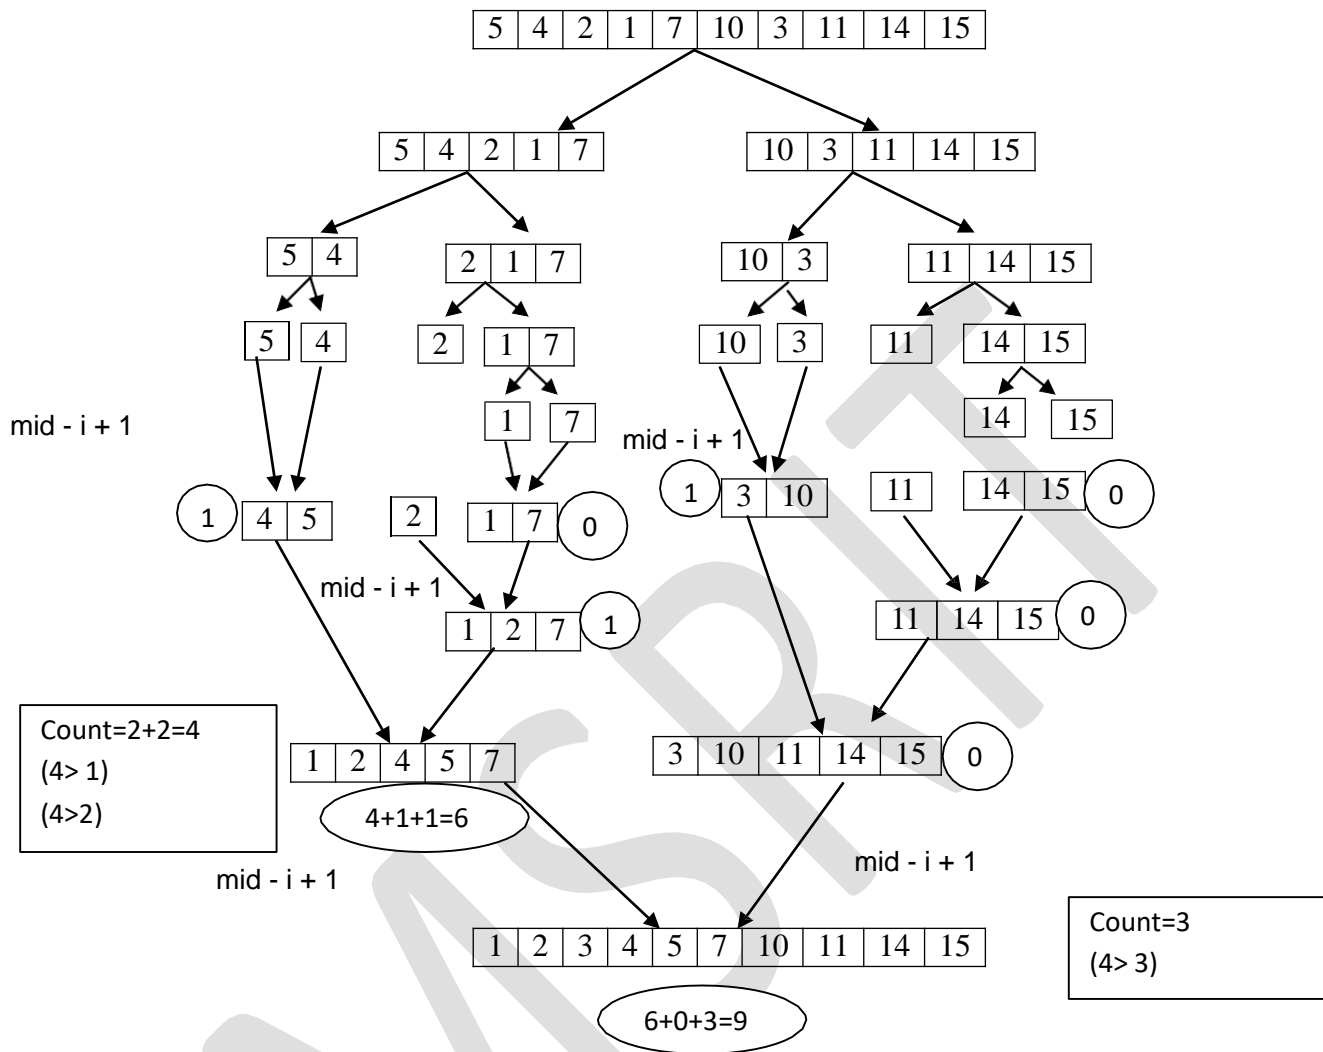 5 4 2 1 7 10 3 11 14 15
5 4 2 1 7
10 3 11 14 15
5 4
2 1 7
10 3
11 14 15
5
4
2
1 7
10
3
11
14 15
1
7
14
15
mid - i + 1
mid - i + 1
1
4 5
2
1 7
0
1
3 10
11
14 15
0
mid - i + 1
1 2 7
1
11 14 15
0
Count=2+2=4
(4> 1)
(4>2)
1 2 4 5 7
4+1+1=6
3 10 11 14 15
0
mid - i + 1
mid - i + 1
1 2 3 4 5 7 10 11 14 15
6+0+3=9
Count=3
(4> 3)
MSRIT